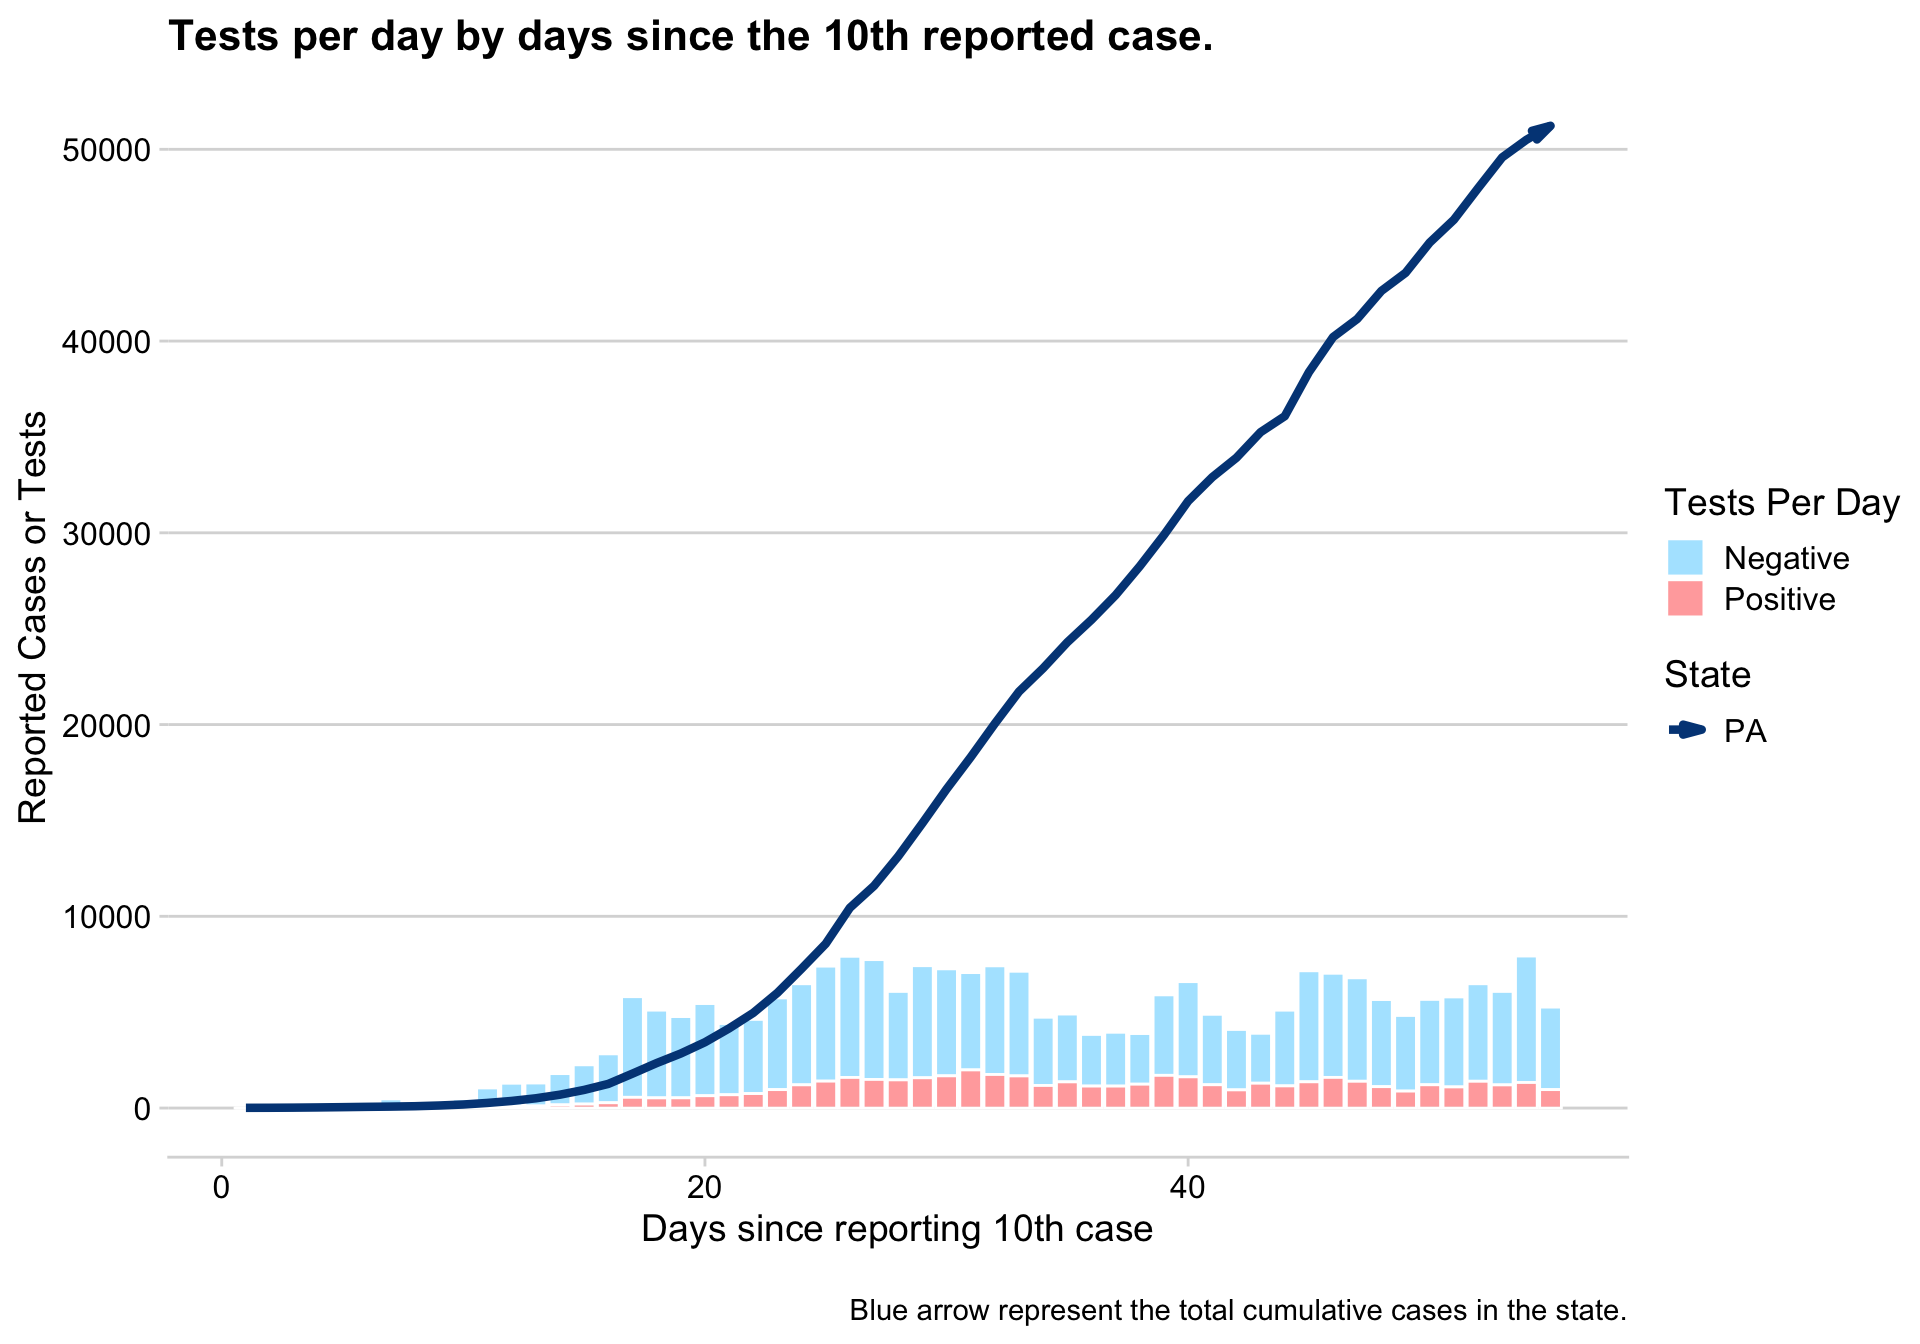 Tests per day by days since the 10th reported case.
50000
40000
30000
20000
10000
0
Reported Cases or Tests
0 20 40
Days since reporting 10th case
Tests Per Day
Negative
Positive
State
PA
Blue arrow represent the total cumulative cases in the state.